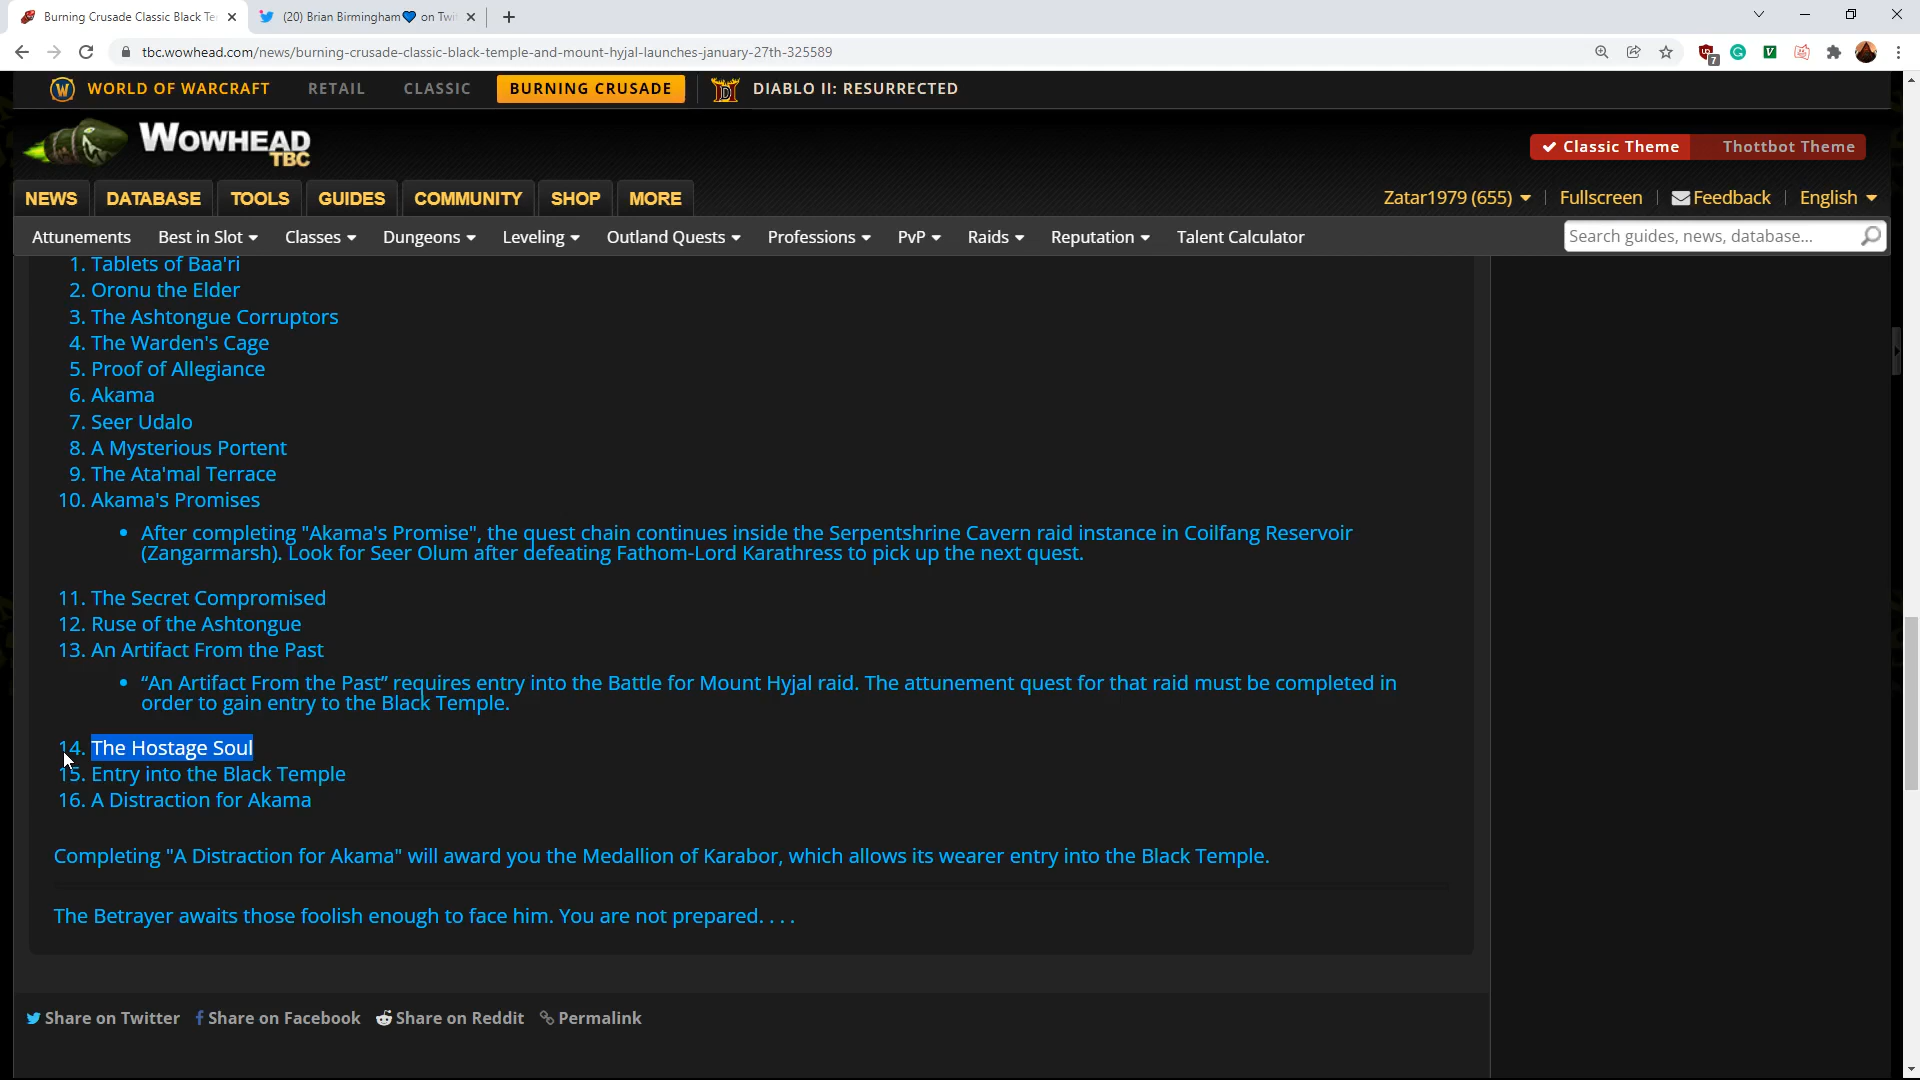 Burning Crusade Classic Black Te
(20) Brian Birmingham💙 on Twit
tbc.wowhead.com/news/burning-crusade-classic-black-temple-and-mount-hyjal-launches-january-27th-325589
7
WORLD OF WARCRAFT RETAIL CLASSIC BURNING CRUSADE DIABLO II: RESURRECTED
WOWHEAD
TBC
Classic Theme Thottbot Theme
NEWS DATABASE TOOLS GUIDES COMMUNITY SHOP MORE
Zatar1979 (655) Fullscreen Feedback English
Attunements Best in Slot Classes Dungeons Leveling Outland Quests Professions PvP Raids Reputation Talent Calculator
Search guides, news, database...
1. Tablets of Baa'ri
2. Oronu the Elder
3. The Ashtongue Corruptors
4. The Warden's Cage
5. Proof of Allegiance
6. Akama
7. Seer Udalo
8. A Mysterious Portent
9. The Ata'mal Terrace
10. Akama's Promises
• After completing "Akama's Promise", the quest chain continues inside the Serpentshrine Cavern raid instance in Coilfang Reservoir
(Zangarmarsh). Look for Seer Olum after defeating Fathom-Lord Karathress to pick up the next quest.
11. The Secret Compromised
12. Ruse of the Ashtongue
13. An Artifact From the Past
• “An Artifact From the Past” requires entry into the Battle for Mount Hyjal raid. The attunement quest for that raid must be completed in
order to gain entry to the Black Temple.
14. The Hostage Soul
15. Entry into the Black Temple
16. A Distraction for Akama
Completing "A Distraction for Akama" will award you the Medallion of Karabor, which allows its wearer entry into the Black Temple.
The Betrayer awaits those foolish enough to face him. You are not prepared. . . .
Share on Twitter Share on Facebook Share on Reddit Permalink